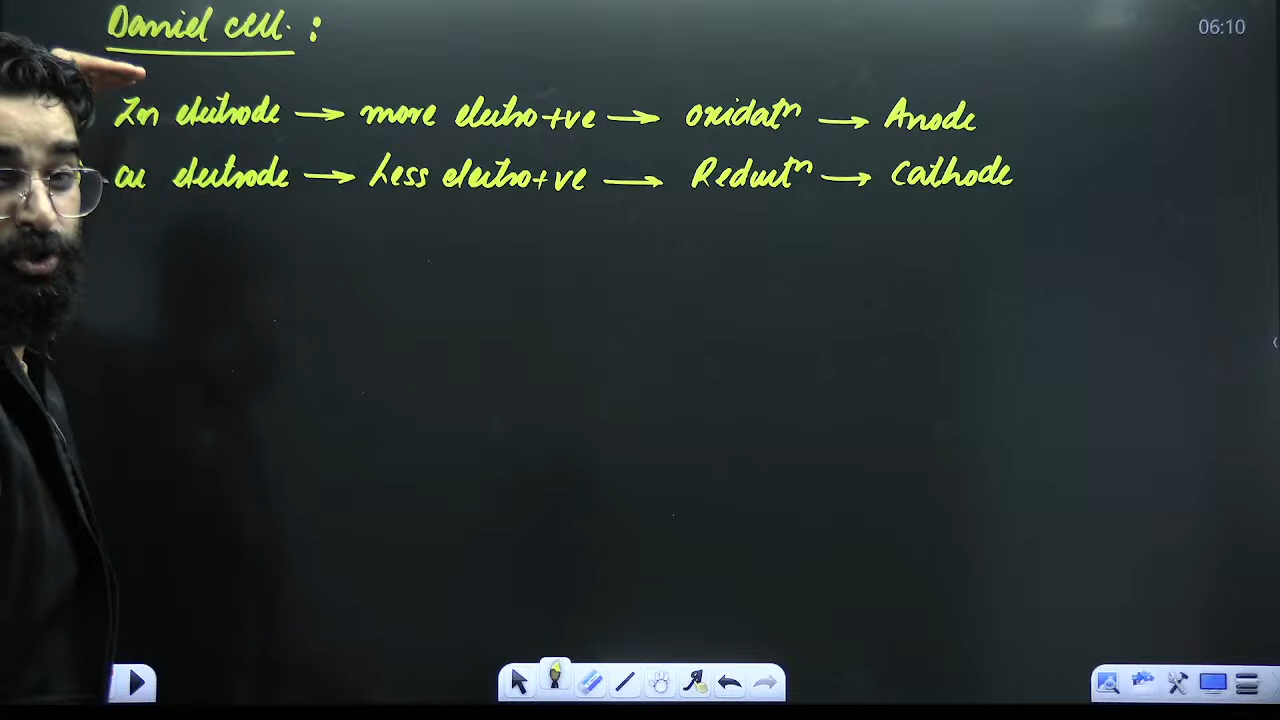 Daniel cell :
06:10
Zn electrode → more electro+ve → oxidatⁿ → Anode
cu electrode → Less electro+ve → Reductⁿ → cathode